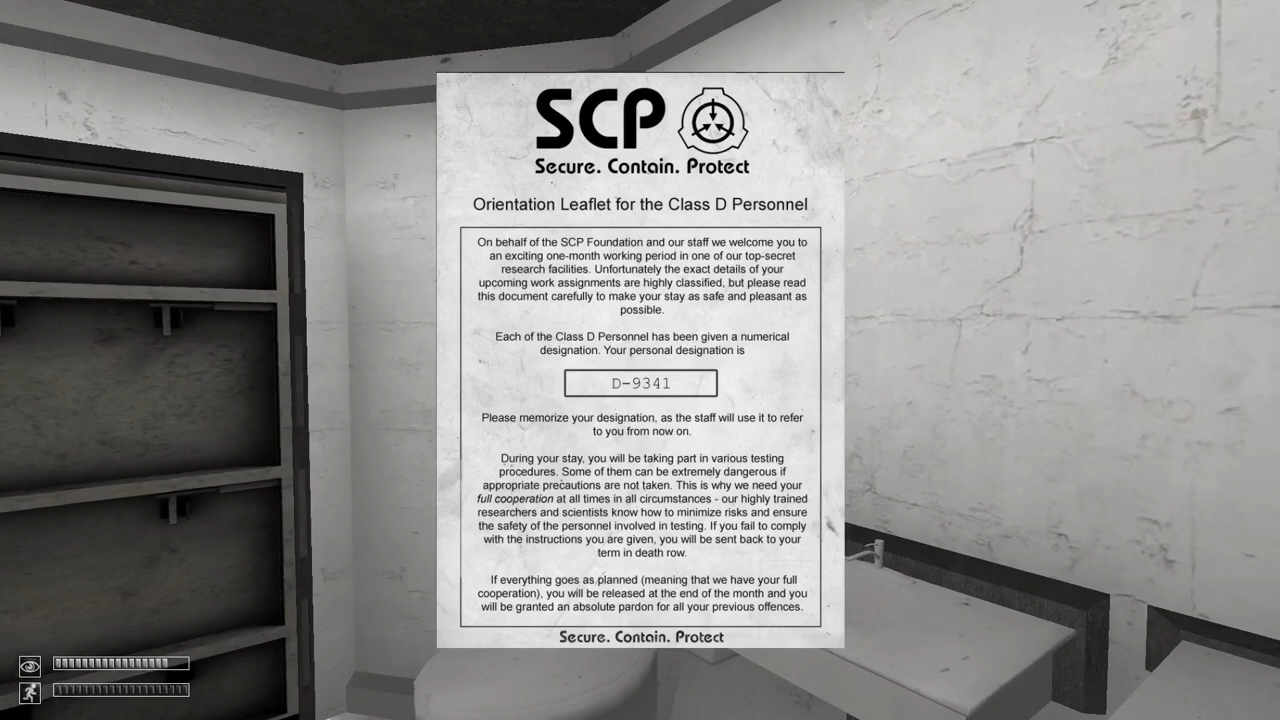 SCP
Secure. Contain. Protect
Orientation Leaflet for the Class D Personnel
On behalf of the SCP Foundation and our staff we welcome you to
an exciting one-month working period in one of our top-secret
research facilities. Unfortunately the exact details of your
upcoming work assignments are highly classified, but please read
this document carefully to make your stay as safe and pleasant as
possible.
Each of the Class D Personnel has been given a numerical
designation. Your personal designation is
D-9341
Please memorize your designation, as the staff will use it to refer
to you from now on.
During your stay, you will be taking part in various testing
procedures. Some of them can be extremely dangerous if
appropriate precautions are not taken. This is why we need your
full cooperation at all times in all circumstances - our highly trained
researchers and scientists know how to minimize risks and ensure
the safety of the personnel involved in testing. If you fail to comply
with the instructions you are given, you will be sent back to your
term in death row.
If everything goes as planned (meaning that we have your full
cooperation), you will be released at the end of the month and you
will be granted an absolute pardon for all your previous offences.
Secure. Contain. Protect